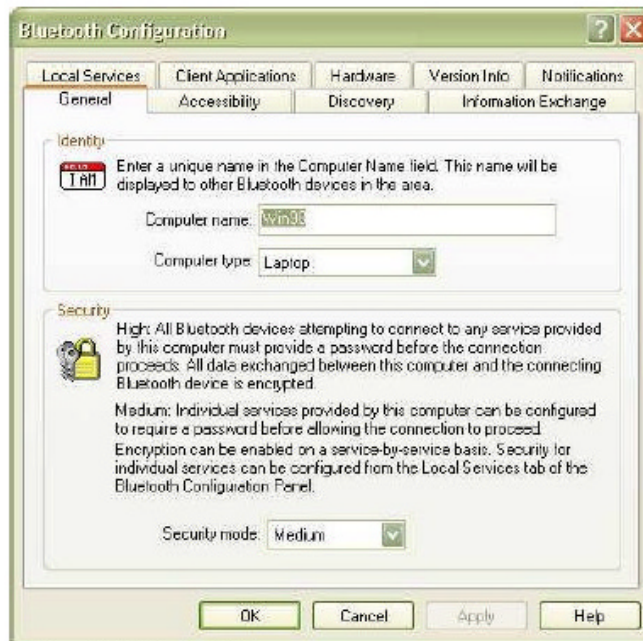 Bluetooth Configuration
Local Services Client Applications Hardware Version Info Notifications
General Accessibility Discovery Information Exchange
Identity
HELLO
I AM
Enter a unique name in the Computer Name field. This name will be
displayed to other Bluetooth devices in the area.
Computer name: Win98
Computer type: Laptop
Security
High: All Bluetooth devices attempting to connect to any service provided
by this computer must provide a password before the connection
proceeds. All data exchanged between this computer and the connecting
Bluetooth device is encrypted.
Medium: Individual services provided by this computer can be configured
to require a password before allowing the connection to proceed.
Encryption can be enabled on a service-by-service basis. Security for
individual services can be configured from the Local Services tab of the
Bluetooth Configuration Panel.
Security mode: Medium
OK Cancel Apply Help